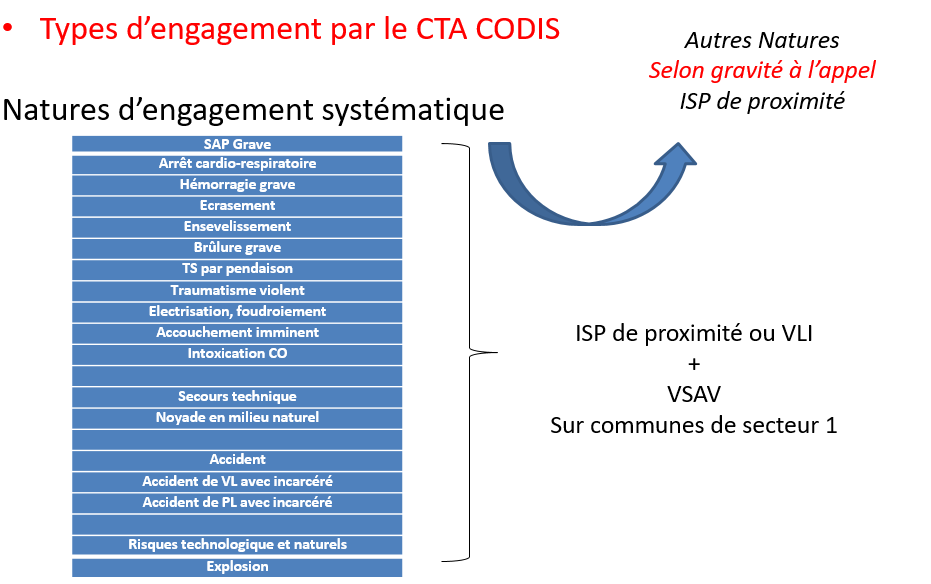 • Types d’engagement par le CTA CODIS
Autres Natures
Selon gravité à l’appel
ISP de proximité
Natures d’engagement systématique
SAP Grave
Arrêt cardio-respiratoire
Hémorragie grave
Ecrasement
Ensevelissement
Brûlure grave
TS par pendaison
Traumatisme violent
Electrisation, foudroiement
Accouchement imminent
Intoxication CO
Secours technique
Noyade en milieu naturel
Accident
Accident de VL avec incarcéré
Accident de PL avec incarcéré
Risques technologique et naturels
Explosion
ISP de proximité ou VLI
+
VSAV
Sur communes de secteur 1